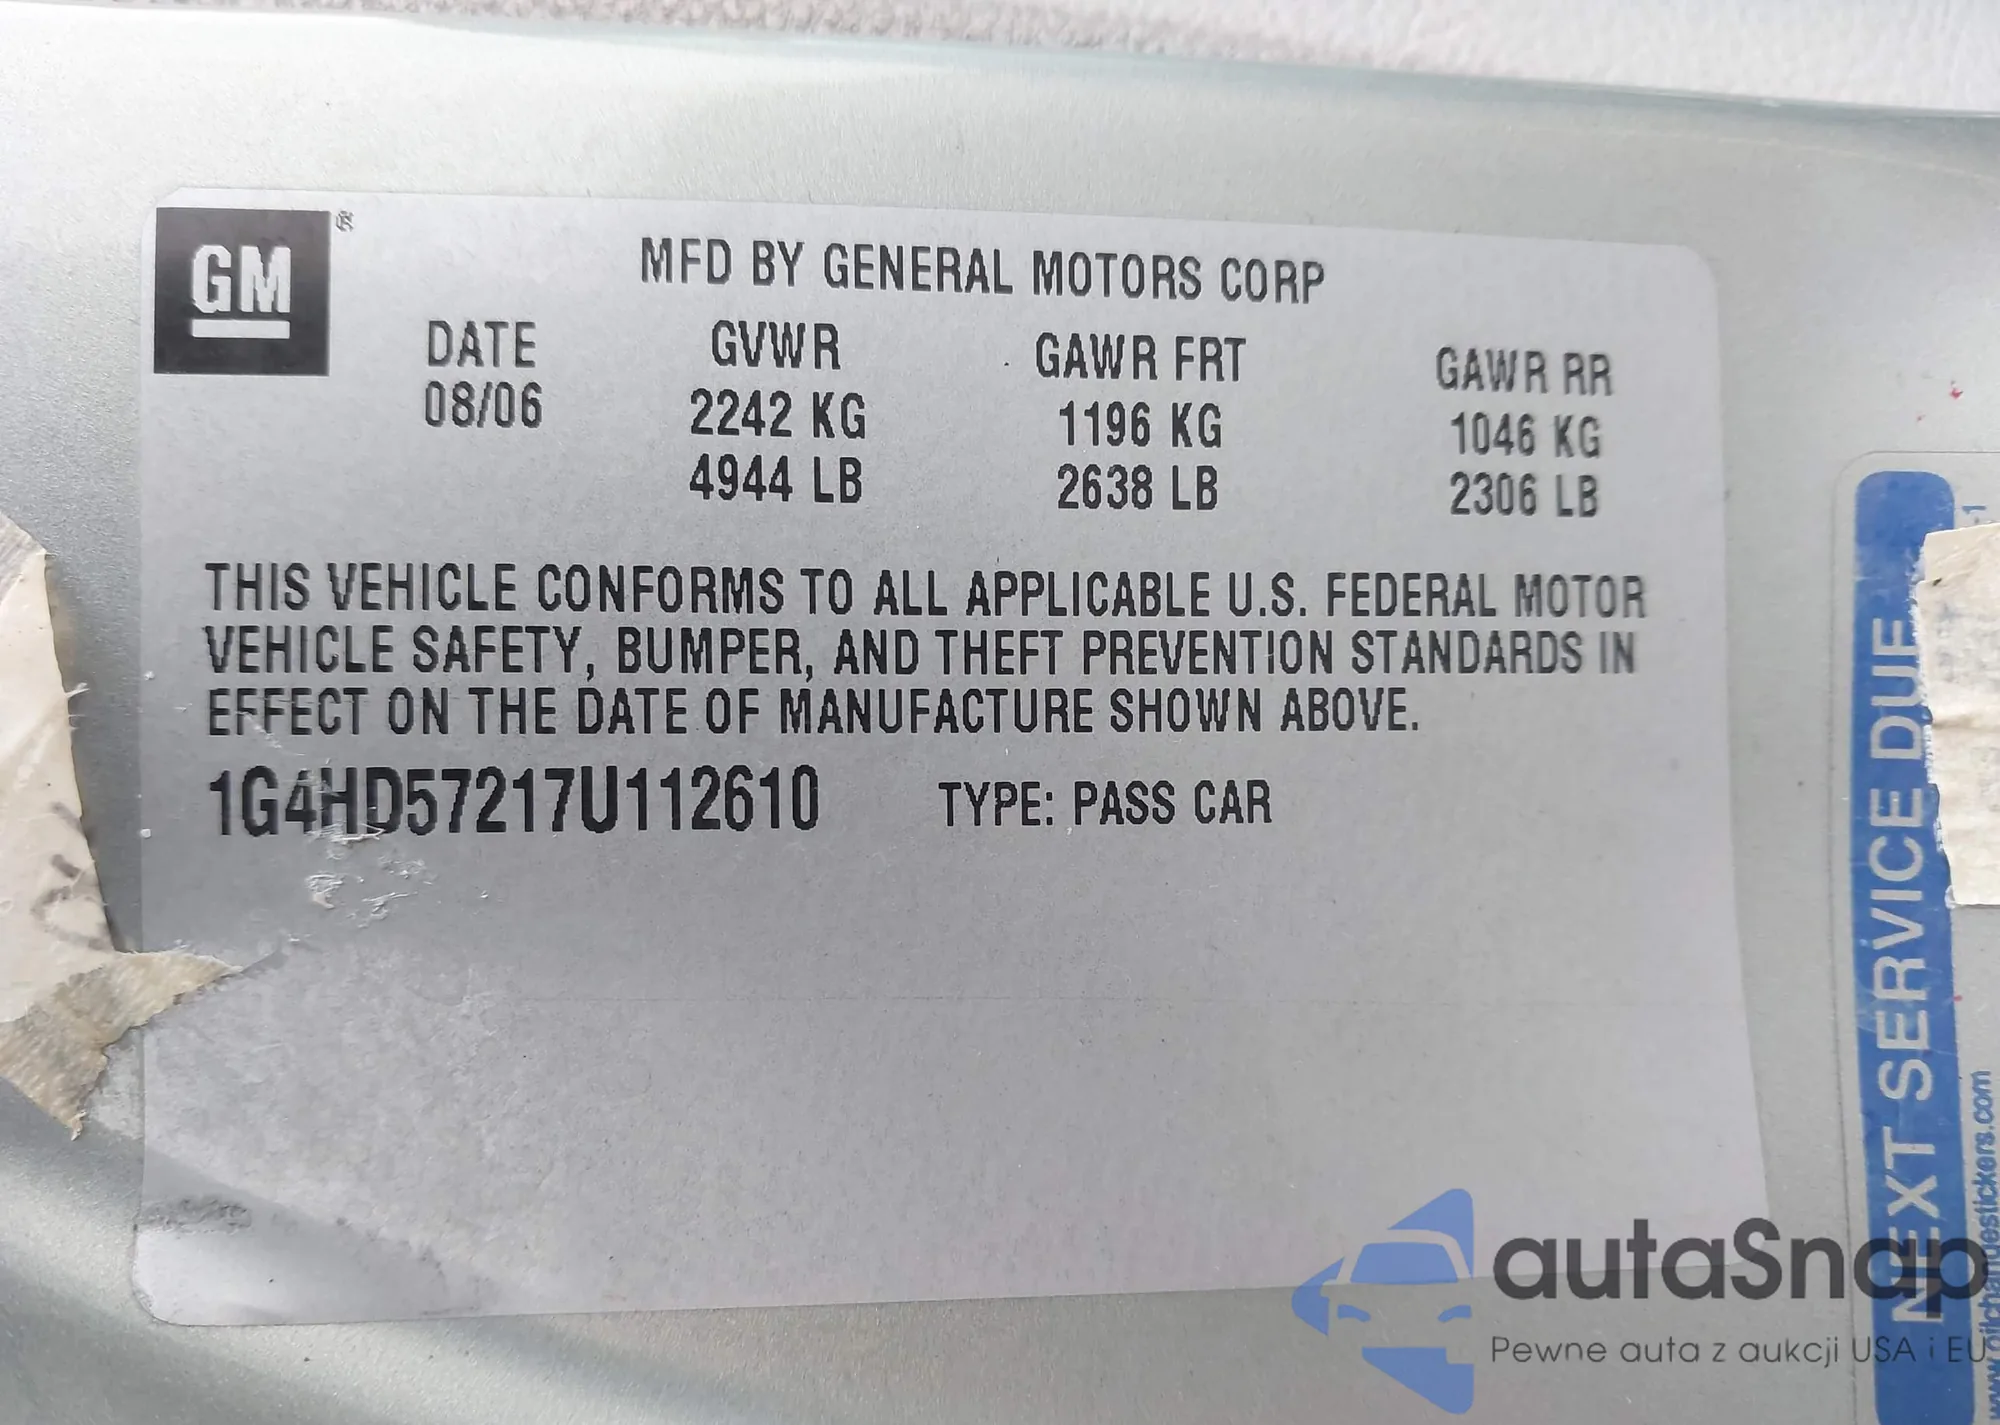 GM ®
MFD BY GENERAL MOTORS CORP
DATE GVWR GAWR FRT GAWR RR
08/06 2242 KG 1196 KG 1046 KG
4944 LB 2638 LB 2306 LB
THIS VEHICLE CONFORMS TO ALL APPLICABLE U.S. FEDERAL MOTOR
VEHICLE SAFETY, BUMPER, AND THEFT PREVENTION STANDARDS IN
EFFECT ON THE DATE OF MANUFACTURE SHOWN ABOVE.
1G4HD57217U112610 TYPE: PASS CAR
NEXT SERVICE DUE
www.oilchangestickers.com
autaSnap
Pewne auta z aukcji USA i EU